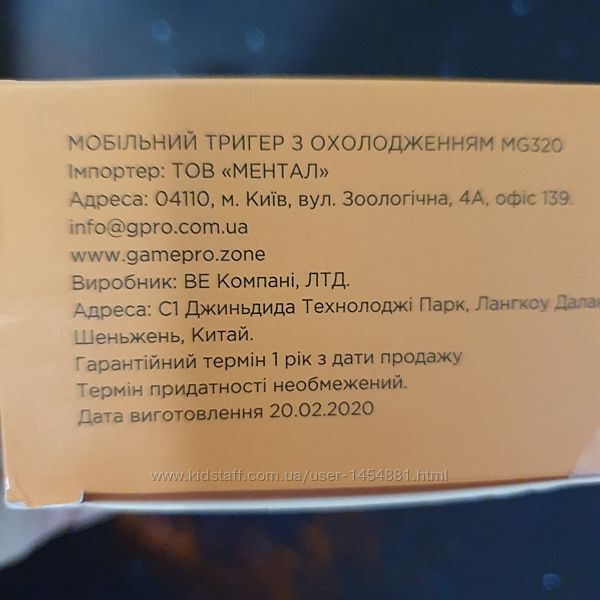 МОБІЛЬНИЙ ТРИГЕР З ОХОЛОДЖЕННЯМ MG320
Імпортер: ТОВ «МЕНТАЛ»
Адреса: 04110, м. Київ, вул. Зоологічна, 4А, офіс 139.
info@gpro.com.ua
www.gamepro.zone
Виробник: ВЕ Компані, ЛТД.
Адреса: С1 Джиньдида Технолоджі Парк, Лангкоу Далан
Шеньжень, Китай.
Гарантійний термін 1 рік з дати продажу
Термін придатності необмежений.
Дата виготовлення 20.02.2020
www.kidstaff.com.ua/user-1454881.html